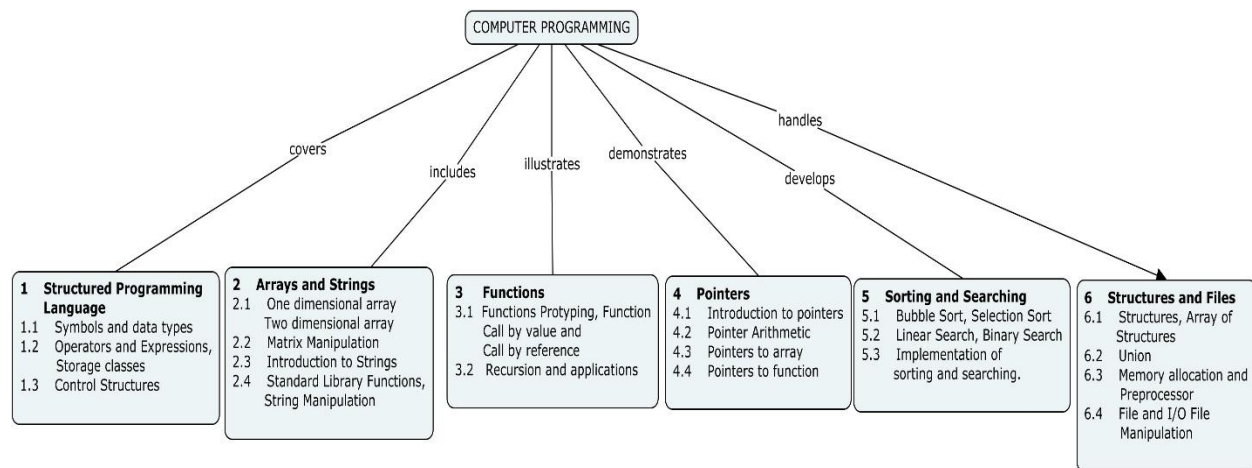 COMPUTER PROGRAMMING
covers
includes
illustrates
demonstrates
develops
handles
1 Structured Programming
Language
1.1 Symbols and data types
1.2 Operators and Expressions,
Storage classes
1.3 Control Structures
2 Arrays and Strings
2.1 One dimensional array
Two dimensional array
2.2 Matrix Manipulation
2.3 Introduction to Strings
2.4 Standard Library Functions,
String Manipulation
3 Functions
3.1 Functions Protyping, Function
Call by value and
Call by reference
3.2 Recursion and applications
4 Pointers
4.1 Introduction to pointers
4.2 Pointer Arithmetic
4.3 Pointers to array
4.4 Pointers to function
5 Sorting and Searching
5.1 Bubble Sort, Selection Sort
5.2 Linear Search, Binary Search
5.3 Implementation of
sorting and searching.
6 Structures and Files
6.1 Structures, Array of
Structures
6.2 Union
6.3 Memory allocation and
Preprocessor
6.4 File and I/O File
Manipulation